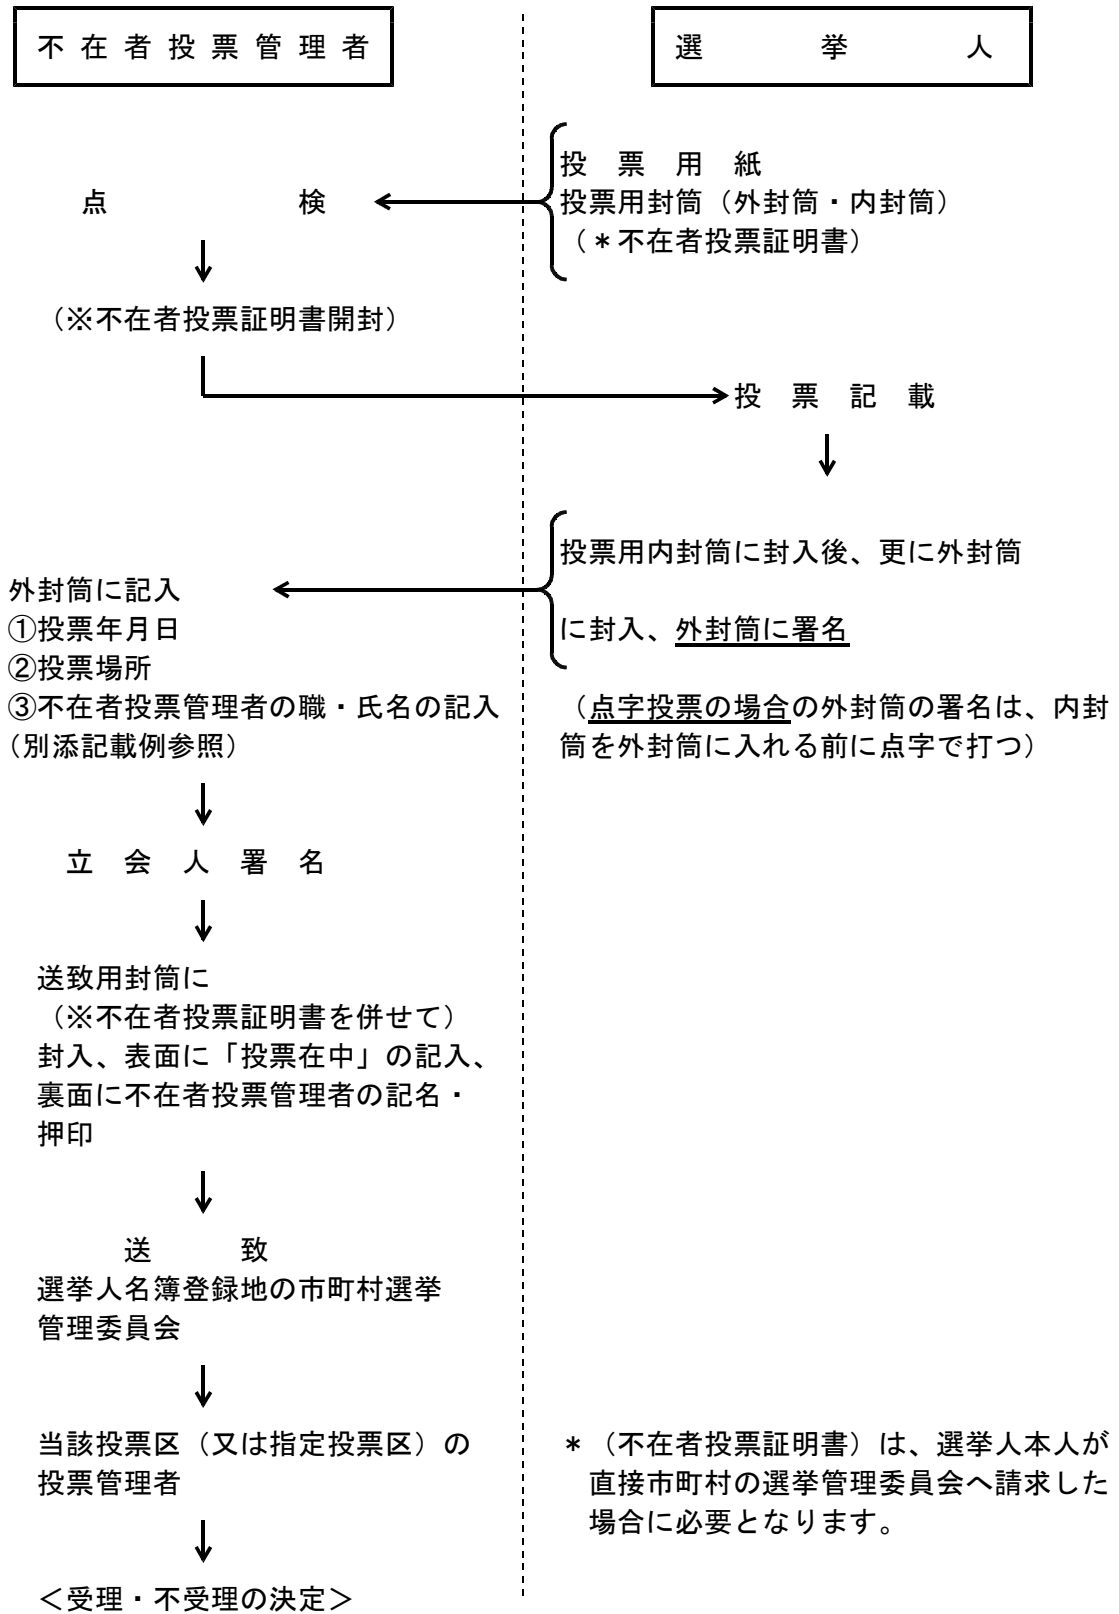 不在者投票管理者
選挙人
投票用紙
投票用封筒（外封筒・内封筒）
（＊不在者投票証明書）
点検
（※不在者投票証明書開封）
投票記載
投票用内封筒に封入後、更に外封筒
に封入、外封筒に署名
（点字投票の場合の外封筒の署名は、内封
筒を外封筒に入れる前に点字で打つ）
外封筒に記入
①投票年月日
②投票場所
③不在者投票管理者の職・氏名の記入
（別添記載例参照）
立会人署名
送致用封筒に
（※不在者投票証明書を併せて）
封入、表面に「投票在中」の記入、
裏面に不在者投票管理者の記名・
押印
送致
選挙人名簿登録地の市町村選挙
管理委員会
当該投票区（又は指定投票区）の
投票管理者
＜受理・不受理の決定＞
＊（不在者投票証明書）は、選挙人本人が
直接市町村の選挙管理委員会へ請求した
場合に必要となります。